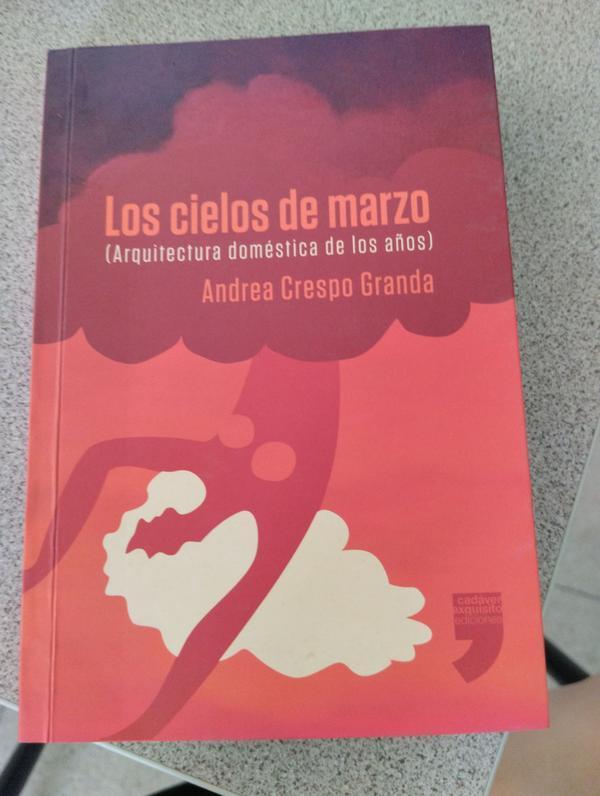 Los cielos de marzo
(Arquitectura doméstica de los años)
Andrea Crespo Granda
cadáver
exquisito
ediciones